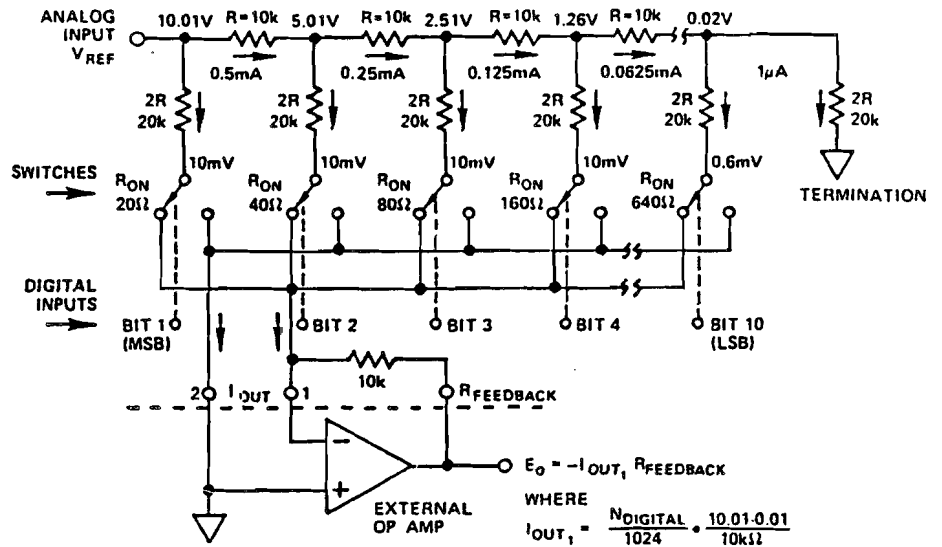 ANALOG INPUT VREF
10.01V
R=10k
5.01V
R=10k
2.51V
R=10k
1.26V
R=10k
0.02V
0.5mA
0.25mA
0.125mA
0.0625mA
1μA
2R 20k
2R 20k
2R 20k
2R 20k
2R 20k
2R 20k
TERMINATION
SWITCHES
10mV
10mV
10mV
10mV
0.6mV
RON 20Ω
RON 40Ω
RON 80Ω
RON 160Ω
RON 640Ω
DIGITAL INPUTS
BIT 1 (MSB)
BIT 2
BIT 3
BIT 4
BIT 10 (LSB)
10k
2 IOUT 1
RFEEDBACK
−
+
EXTERNAL OP AMP
EO = -IOUT1 RFEEDBACK
WHERE
IOUT1 = NDIGITAL/1024 • 10.01-0.01/10kΩ